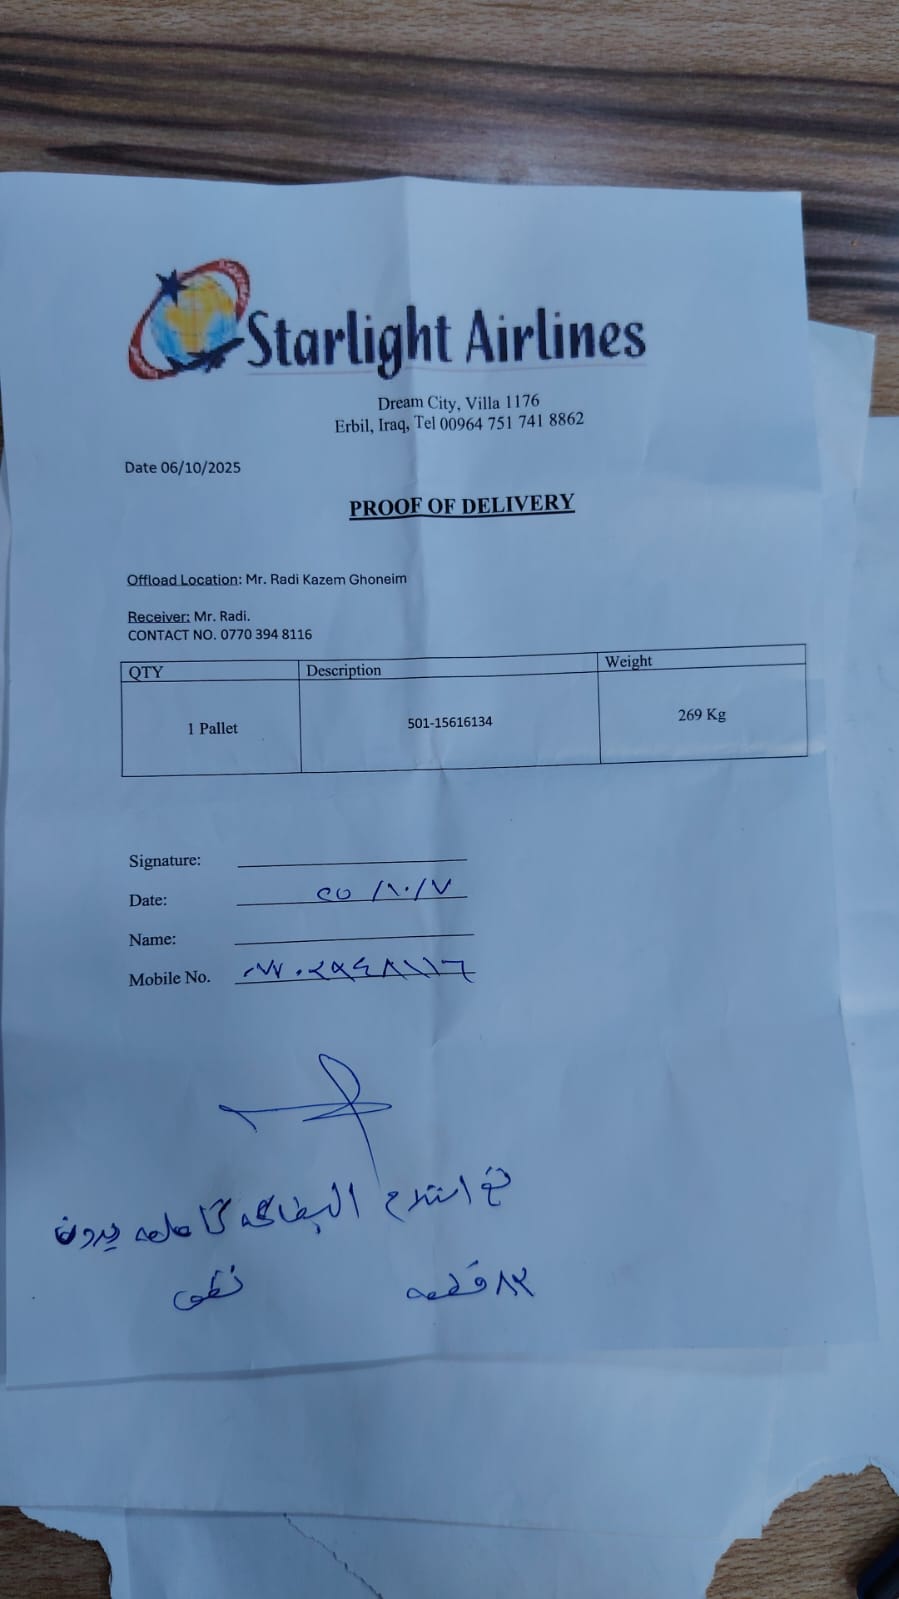 Starlight Airlines
Dream City, Villa 1176
Erbil, Iraq, Tel 00964 751 741 8862
Date 06/10/2025
PROOF OF DELIVERY
Offload Location: Mr. Radi Kazem Ghoneim
Receiver: Mr. Radi.
CONTACT NO. 0770 394 8116
QTY Description Weight
1 Pallet 501-15616134 269 Kg
Signature:
Date: ٢٥/١٠/٧
Name:
Mobile No. ٠٧٧٠٣٩٤٨١١٦
تم استلام البضاعة كاملة بدون
نقص ٨٢ قطعة